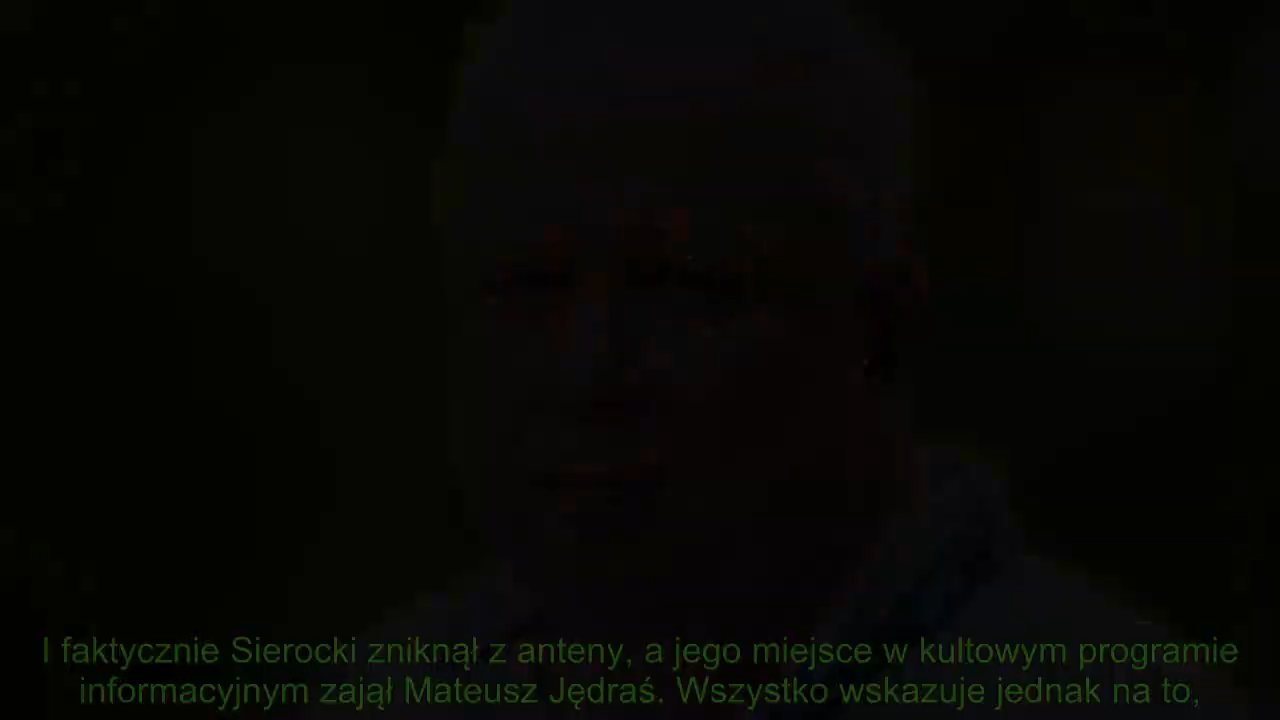 I faktycznie Sierocki zniknął z anteny, a jego miejsce w kultowym programie
informacyjnym zajął Mateusz Jędraś. Wszystko wskazuje jednak na to,